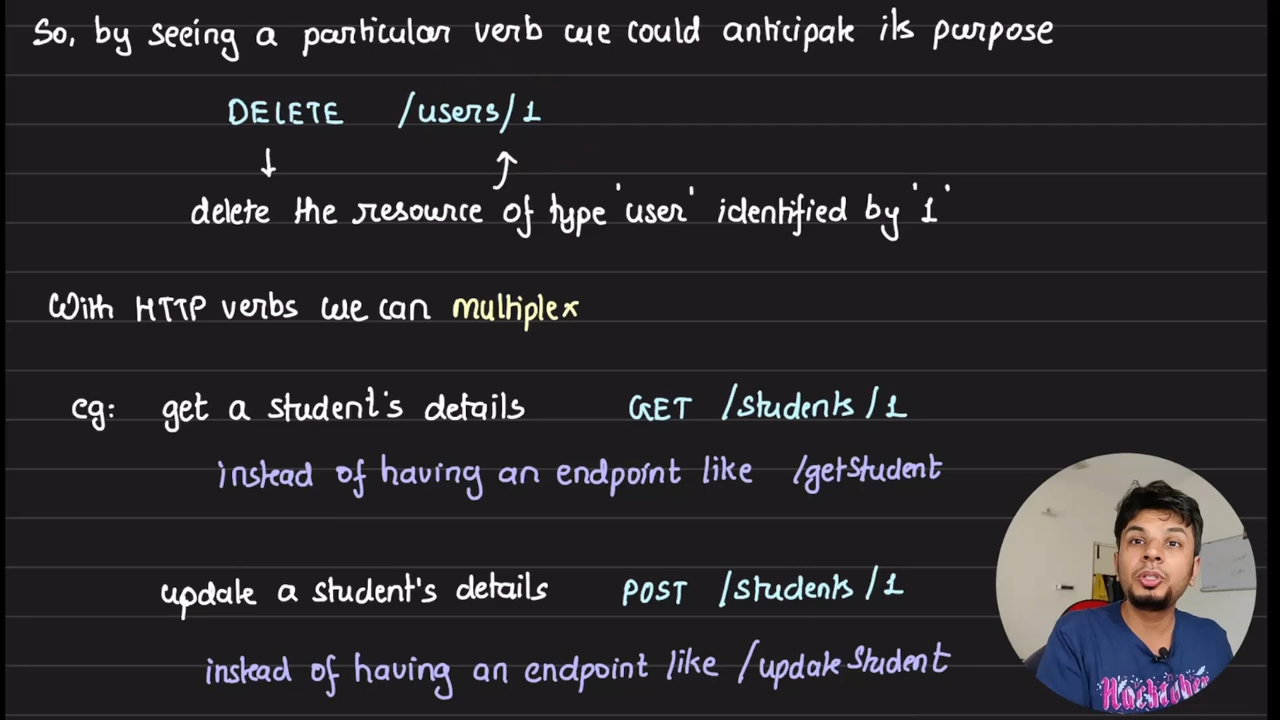 So, by seeing a particular verb we could anticipate its purpose
DELETE /users/1
delete the resource of type 'user' identified by '1'
With HTTP verbs we can multiplex
eg: get a student's details GET /students/1
instead of having an endpoint like /getStudent
update a student's details POST /students/1
instead of having an endpoint like /updateStudent
Hacktober